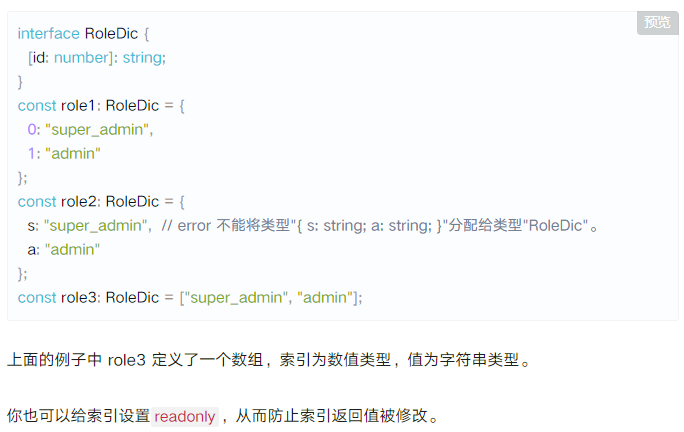 预览
interface RoleDic {
  [id: number]: string;
}
const role1: RoleDic = {
  0: "super_admin",
  1: "admin"
};
const role2: RoleDic = {
  s: "super_admin",  // error 不能将类型"{ s: string; a: string; }"分配给类型"RoleDic"。
  a: "admin"
};
const role3: RoleDic = ["super_admin", "admin"];
上面的例子中 role3 定义了一个数组，索引为数值类型，值为字符串类型。
你也可以给索引设置 readonly ，从而防止索引返回值被修改。